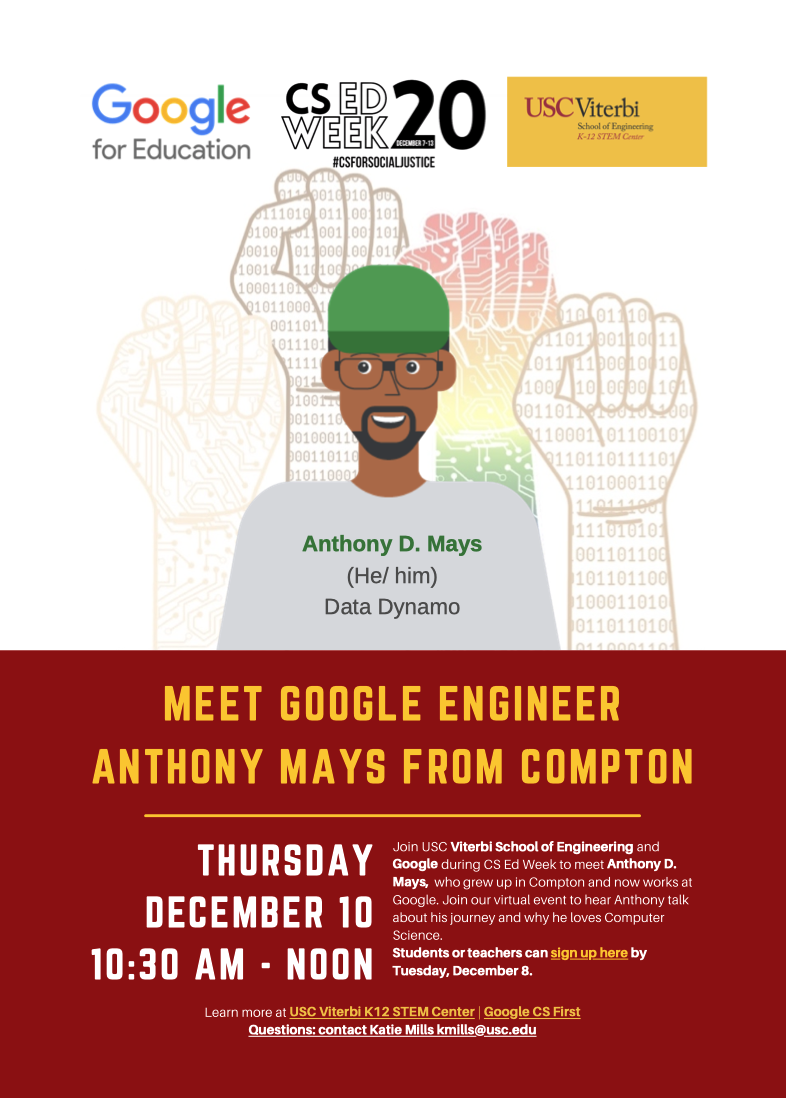 Google
for Education
CS ED
WEEK 20
DECEMBER 7-13
#CSFORSOCIALJUSTICE
USC Viterbi
School of Engineering
K-12 STEM Center
Anthony D. Mays
(He/ him)
Data Dynamo
MEET GOOGLE ENGINEER
ANTHONY MAYS FROM COMPTON
THURSDAY
DECEMBER 10
10:30 AM - NOON
Join USC Viterbi School of Engineering and
Google during CS Ed Week to meet Anthony D.
Mays, who grew up in Compton and now works at
Google. Join our virtual event to hear Anthony talk
about his journey and why he loves Computer
Science.
Students or teachers can sign up here by
Tuesday, December 8.
Learn more at USC Viterbi K12 STEM Center | Google CS First
Questions: contact Katie Mills kmills@usc.edu